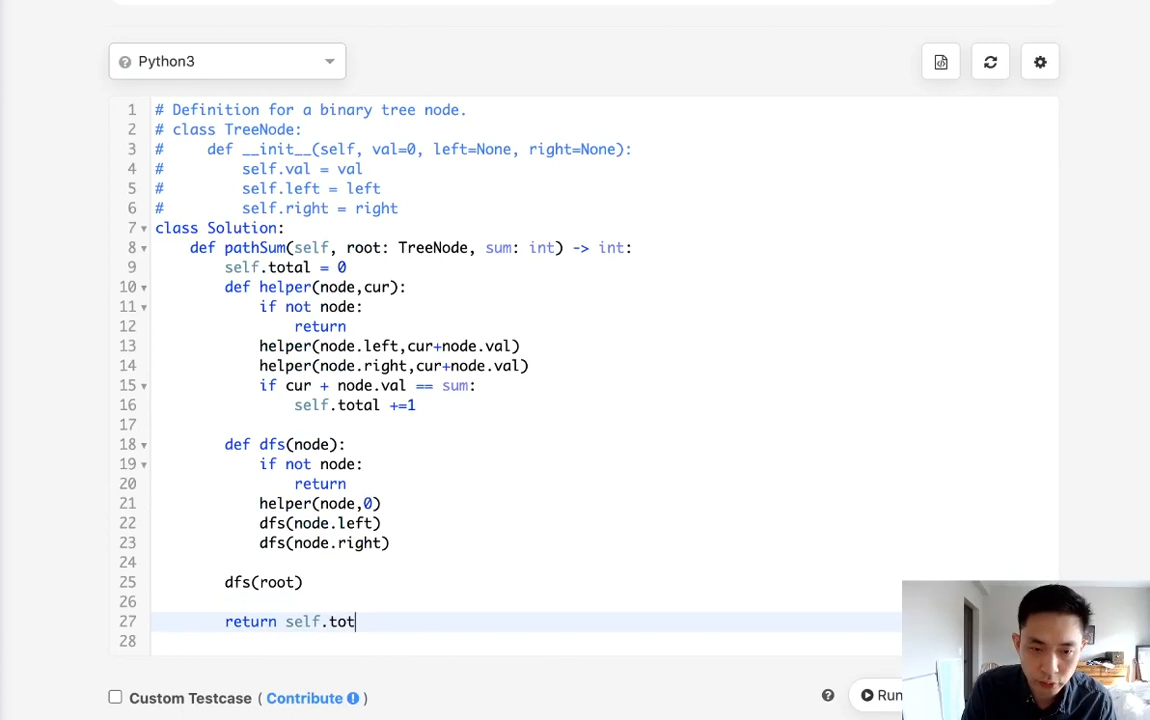 Python3
1 # Definition for a binary tree node.
2 # class TreeNode:
3 #     def __init__(self, val=0, left=None, right=None):
4 #         self.val = val
5 #         self.left = left
6 #         self.right = right
7 class Solution:
8     def pathSum(self, root: TreeNode, sum: int) -> int:
9         self.total = 0
10         def helper(node,cur):
11             if not node:
12                 return
13             helper(node.left,cur+node.val)
14             helper(node.right,cur+node.val)
15             if cur + node.val == sum:
16                 self.total +=1
17
18         def dfs(node):
19             if not node:
20                 return
21             helper(node,0)
22             dfs(node.left)
23             dfs(node.right)
24
25         dfs(root)
26
27         return self.tot
28
Custom Testcase ( Contribute )
Run